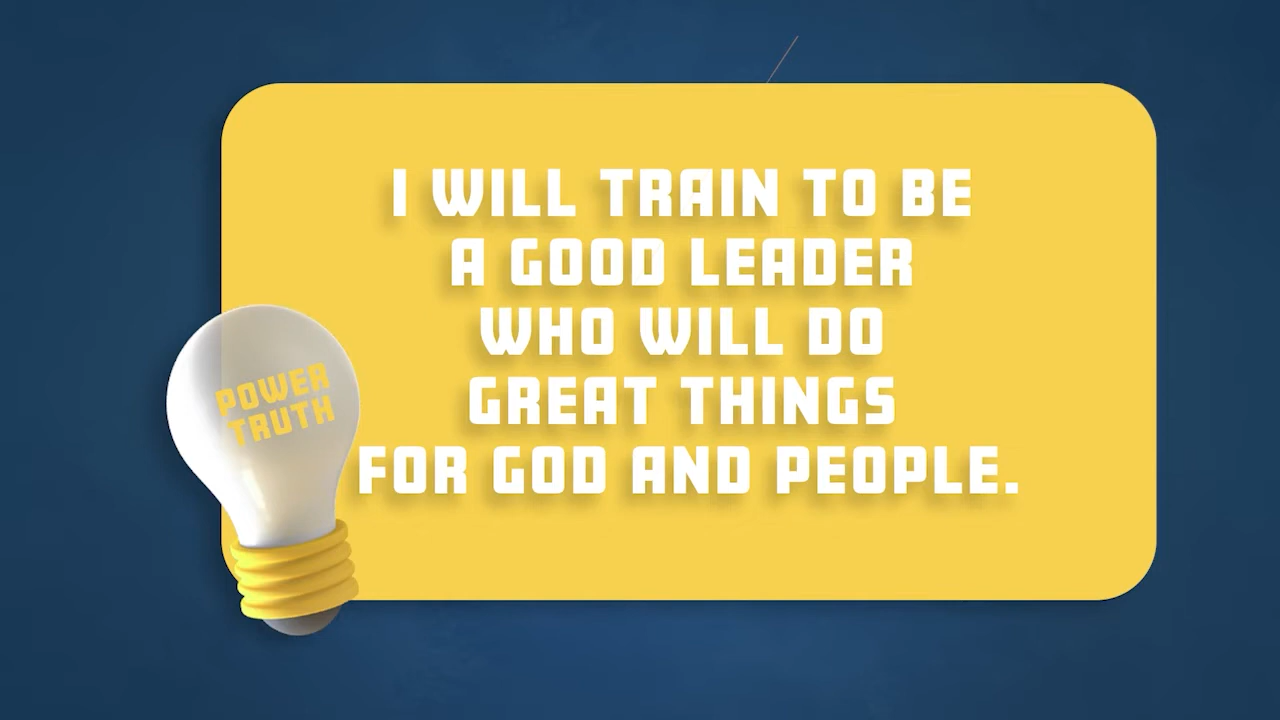 I WILL TRAIN TO BE
A GOOD LEADER
WHO WILL DO
GREAT THINGS
FOR GOD AND PEOPLE.
POWER
TRUTH